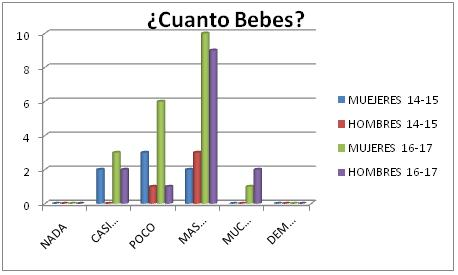 ¿Cuanto Bebes?
10
8
6
4
2
0
NADA
CASI...
POCO
MAS...
MUC...
DEM...
MUEJERES 14-15
HOMBRES 14-15
MUJERES 16-17
HOMBRES 16-17